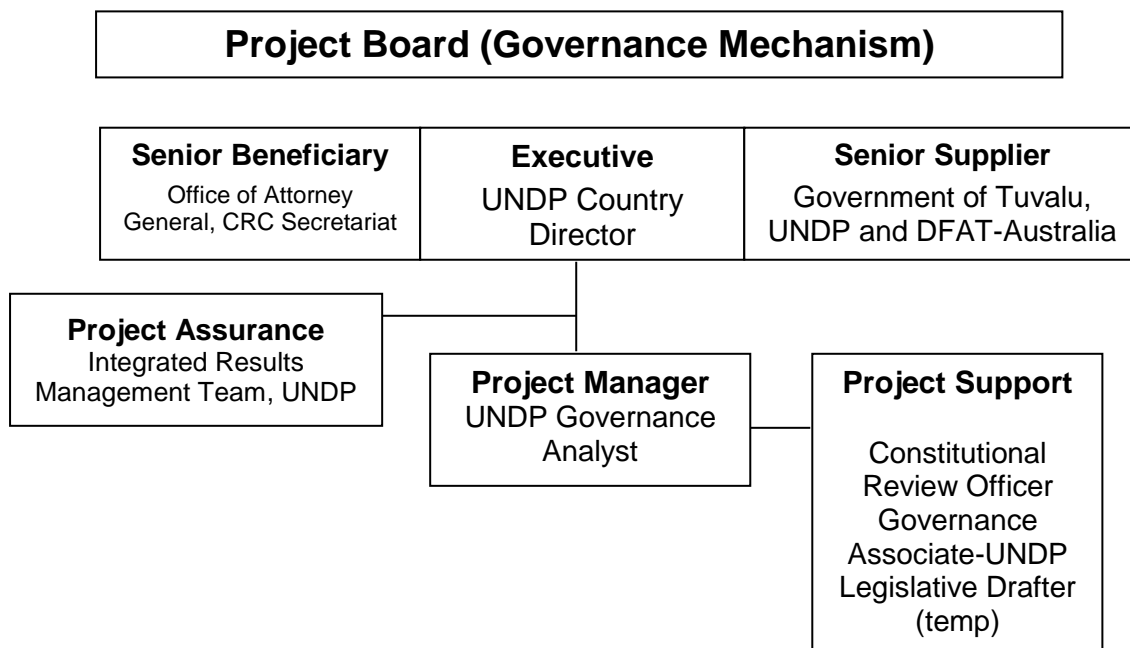 Project Board (Governance Mechanism)
Senior Beneficiary
Office of Attorney
General, CRC Secretariat
Executive
UNDP Country
Director
Senior Supplier
Government of Tuvalu,
UNDP and DFAT-Australia
Project Assurance
Integrated Results
Management Team, UNDP
Project Manager
UNDP Governance
Analyst
Project Support
Constitutional
Review Officer
Governance
Associate-UNDP
Legislative Drafter
(temp)